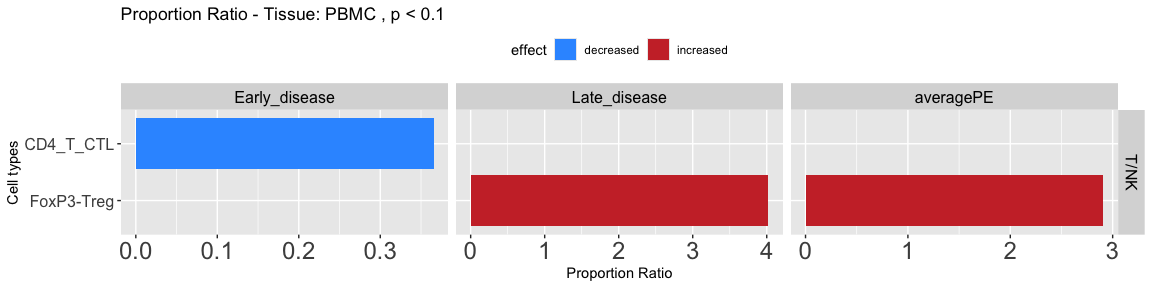 Proportion Ratio - Tissue: PBMC , p < 0.1
effect decreased increased
Early_disease Late_disease averagePE
Cell types
CD4_T_CTL
FoxP3-Treg
T/NK
0.0 0.1 0.2 0.3 0 1 2 3 4 0 1 2 3
Proportion Ratio